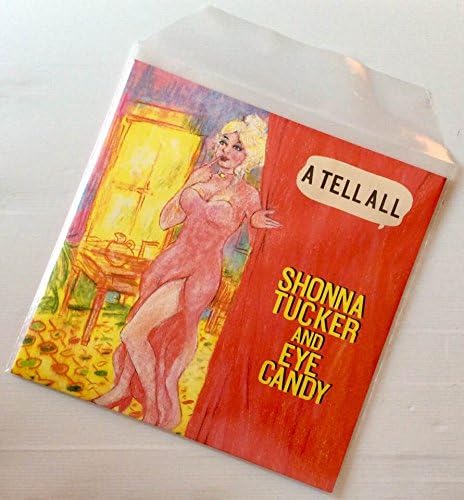 A TELL ALL
SHONNA
TUCKER
AND
EYE
CANDY